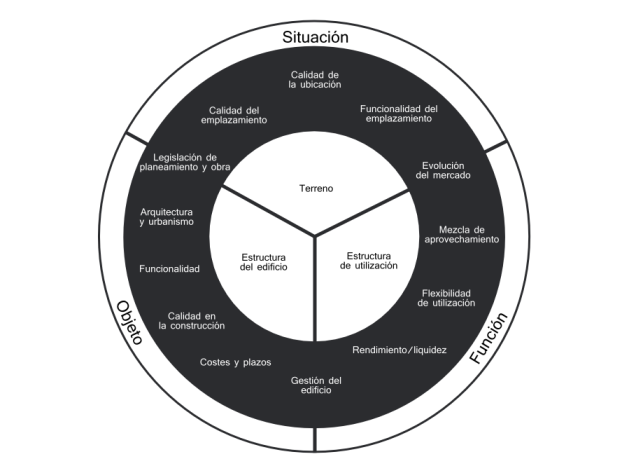 Situación
Calidad de
la ubicación
Calidad del
emplazamiento
Funcionalidad del
emplazamiento
Legislación de
planeamiento y obra
Evolución
del mercado
Terreno
Arquitectura
y urbanismo
Mezcla de
aprovechamiento
Estructura
del edificio
Estructura
de utilización
Funcionalidad
Flexibilidad
de utilización
Objeto
Calidad en
la construcción
Función
Costes y plazos
Rendimiento/liquidez
Gestión del
edificio